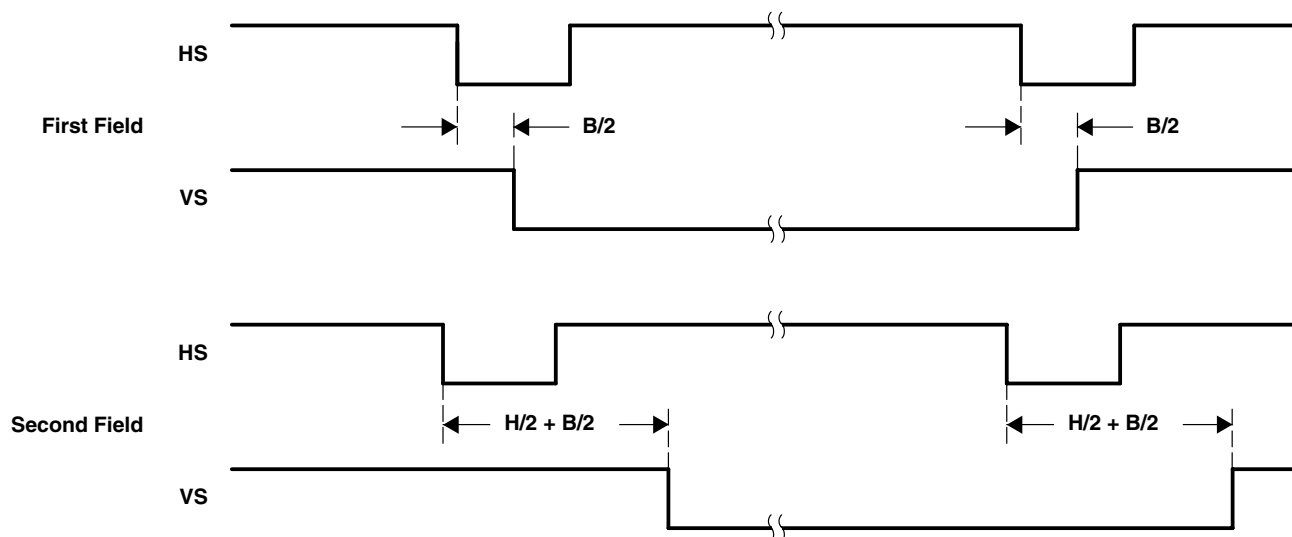 HS
First Field
B/2
B/2
VS
HS
Second Field
H/2 + B/2
H/2 + B/2
VS